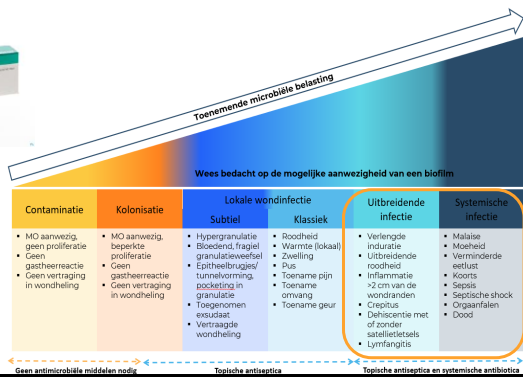 Toenemende microbiële belasting
Wees bedacht op de mogelijke aanwezigheid van een biofilm
Contaminatie
Kolonisatie
Lokale wondinfectie
Subtiel
Klassiek
Uitbreidende
infectie
Systemische
infectie
▪ MO aanwezig,
geen proliferatie
▪ Geen
gastheerreactie
▪ Geen vertraging
in wondheling
▪ MO aanwezig,
beperkte
proliferatie
▪ Geen
gastheerreactie
▪ Geen vertraging
in wondheling
▪ Hypergranulatie
▪ Bloedend, fragiel
granulatieweefsel
▪ Epitheelbrugjes/
tunnelvorming,
pocketing in
granulatie
▪ Toegenomen
exsudaat
▪ Vertraagde
wondheling
▪ Roodheid
▪ Warmte (lokaal)
▪ Zwelling
▪ Pus
▪ Toename pijn
▪ Toename
omvang
▪ Toename geur
▪ Verlengde
induratie
▪ Uitbreidende
roodheid
▪ Inflammatie
>2 cm van de
wondranden
▪ Crepitus
▪ Dehiscentie met
of zonder
satellietletsels
▪ Lymfangitis
▪ Malaise
▪ Moeheid
▪ Verminderde
eetlust
▪ Koorts
▪ Sepsis
▪ Septische shock
▪ Orgaanfalen
▪ Dood
Geen antimicrobiële middelen nodig
Topische antiseptica
Topische antiseptica en systemische antibiotica